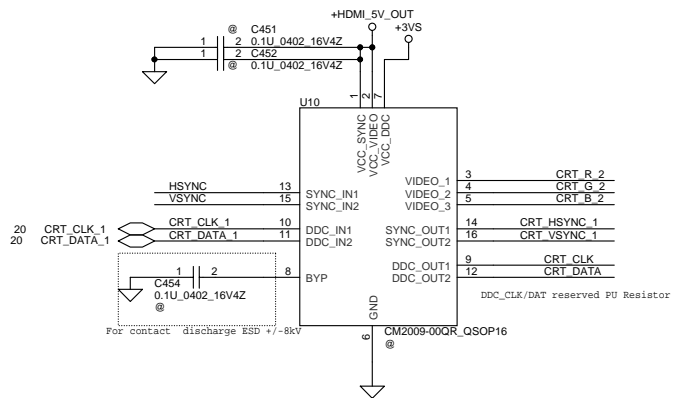 +HDMI_5V_OUT
+3VS
@ C451
1 2 0.1U_0402_16V4Z
1 2 C452
@ 0.1U_0402_16V4Z
1 2 7
U10
VCC_SYNC
VCC_VIDEO
VCC_DDC
HSYNC 13 SYNC_IN1
VSYNC 15 SYNC_IN2
20 CRT_CLK_1 CRT_CLK_1 10 DDC_IN1
20 CRT_DATA_1 CRT_DATA_1 11 DDC_IN2
1 2 8 BYP
C454
0.1U_0402_16V4Z
@
For contact discharge ESD +/-8kV
VIDEO_1 3 CRT_R_2
VIDEO_2 4 CRT_G_2
VIDEO_3 5 CRT_B_2
SYNC_OUT1 14 CRT_HSYNC_1
SYNC_OUT2 16 CRT_VSYNC_1
DDC_OUT1 9 CRT_CLK
DDC_OUT2 12 CRT_DATA
DDC_CLK/DAT reserved PU Resistor
GND
6
CM2009-00QR_QSOP16
@